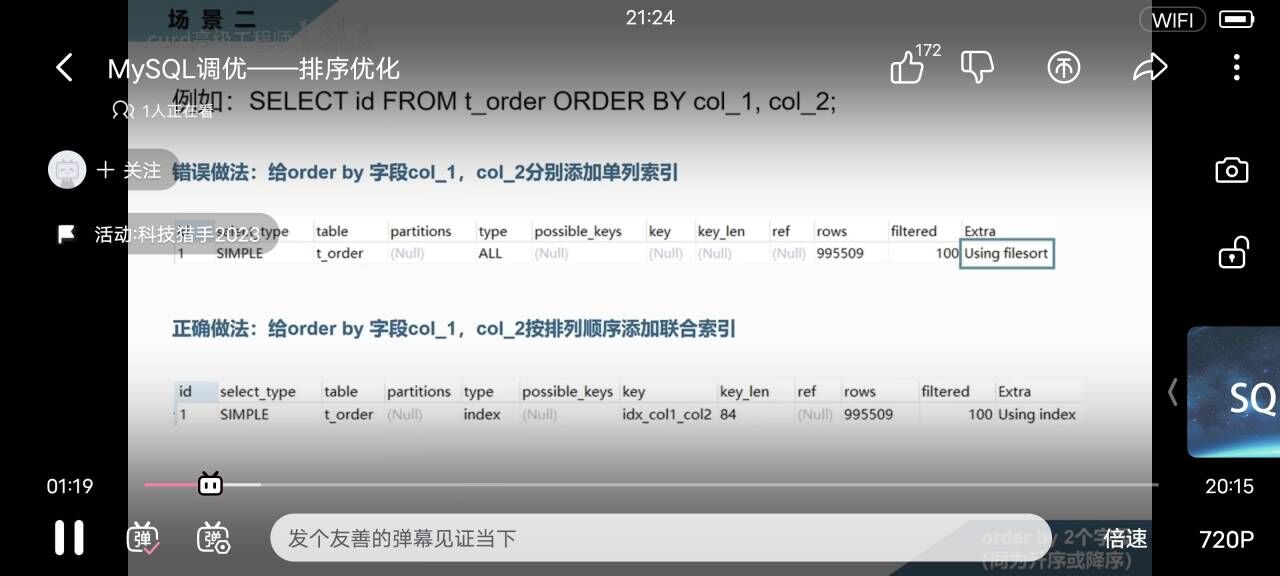 场 景 二
21:24
WIFI
curd高级工程师
MySQL调优——排序优化
172
例如：SELECT id FROM t_order ORDER BY col_1, col_2;
1人正在看
+ 关注
错误做法：给order by 字段col_1，col_2分别添加单列索引
活动:科技猎手2023
select_type table partitions type possible_keys key key_len ref rows filtered Extra
1 SIMPLE t_order (Null) ALL (Null) (Null) (Null) (Null) 995509 100 Using filesort
正确做法：给order by 字段col_1，col_2按排列顺序添加联合索引
id select_type table partitions type possible_keys key key_len ref rows filtered Extra
1 SIMPLE t_order (Null) index (Null) idx_col1_col2 84 (Null) 995509 100 Using index
SQ
01:19
20:15
弹
弹
发个友善的弹幕见证当下
order by 2个字
(同为升序或降序)
倍速
720P